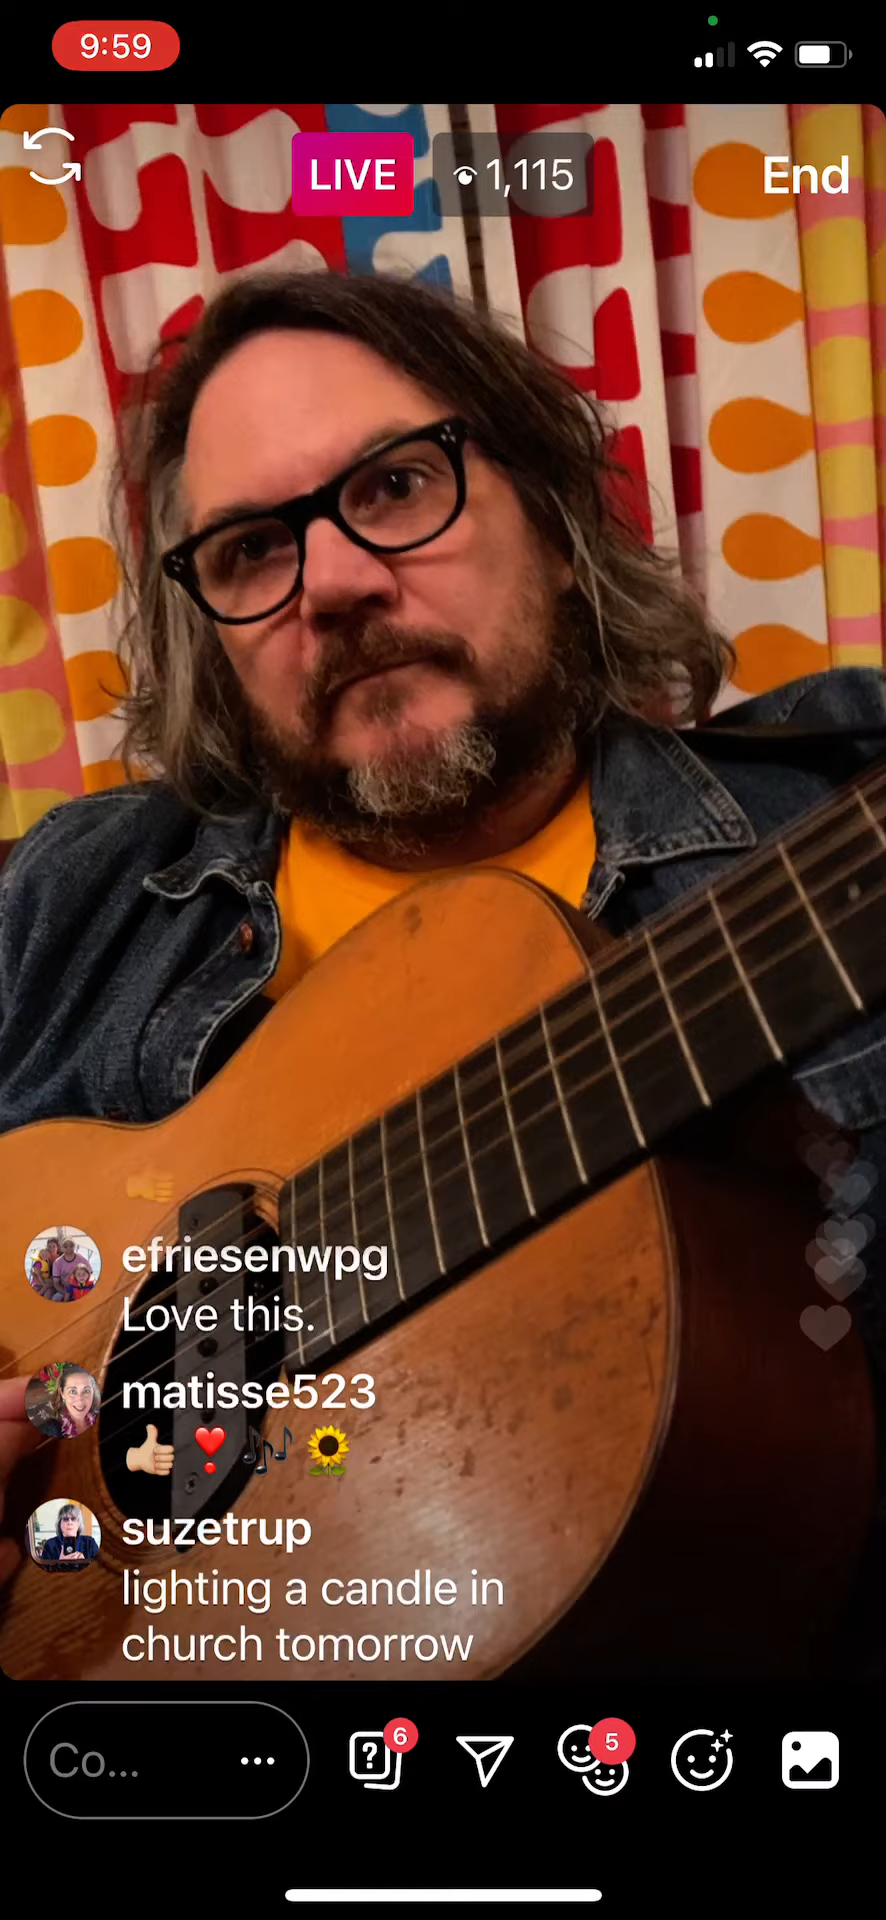 9:59
LIVE
1,115
End
efriesenwpg
Love this.
matisse523
suzetrup
lighting a candle in
church tomorrow
Co...
6
5